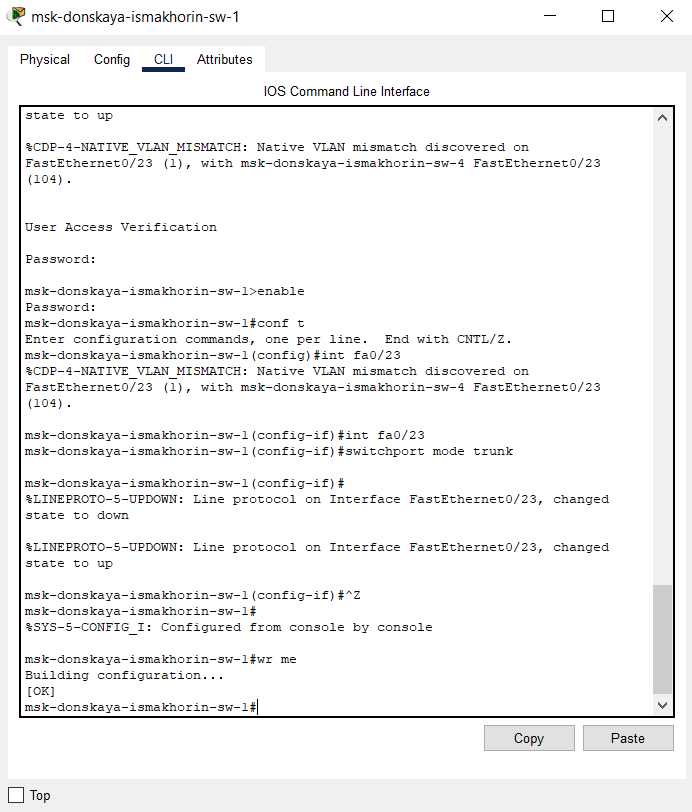 msk-donskaya-ismakhorin-sw-1
Physical Config CLI Attributes
IOS Command Line Interface
state to up
%CDP-4-NATIVE_VLAN_MISMATCH: Native VLAN mismatch discovered on
FastEthernet0/23 (1), with msk-donskaya-ismakhorin-sw-4 FastEthernet0/23
(104).
User Access Verification
Password:
msk-donskaya-ismakhorin-sw-1>enable
Password:
msk-donskaya-ismakhorin-sw-1#conf t
Enter configuration commands, one per line.  End with CNTL/Z.
msk-donskaya-ismakhorin-sw-1(config)#int fa0/23
%CDP-4-NATIVE_VLAN_MISMATCH: Native VLAN mismatch discovered on
FastEthernet0/23 (1), with msk-donskaya-ismakhorin-sw-4 FastEthernet0/23
(104).
msk-donskaya-ismakhorin-sw-1(config-if)#int fa0/23
msk-donskaya-ismakhorin-sw-1(config-if)#switchport mode trunk
msk-donskaya-ismakhorin-sw-1(config-if)#
%LINEPROTO-5-UPDOWN: Line protocol on Interface FastEthernet0/23, changed
state to down
%LINEPROTO-5-UPDOWN: Line protocol on Interface FastEthernet0/23, changed
state to up
msk-donskaya-ismakhorin-sw-1(config-if)#^Z
msk-donskaya-ismakhorin-sw-1#
%SYS-5-CONFIG_I: Configured from console by console
msk-donskaya-ismakhorin-sw-1#wr me
Building configuration...
[OK]
msk-donskaya-ismakhorin-sw-1#
Copy Paste
Top